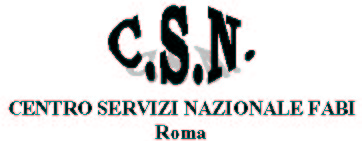 C.S.N.
CENTRO SERVIZI NAZIONALE FABI
Roma